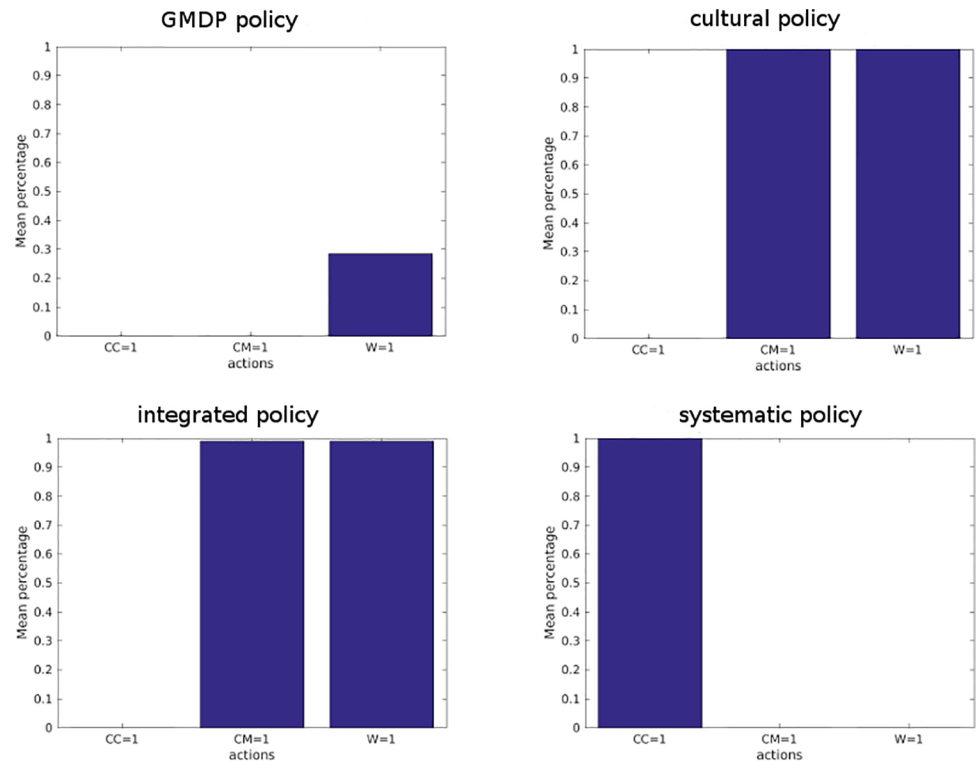 GMDP policy
1
0.9
0.8
0.7
0.6
0.5
0.4
0.3
0.2
0.1
0
Mean percentage
CC=1 CM=1 W=1
actions
cultural policy
1
0.9
0.8
0.7
0.6
0.5
0.4
0.3
0.2
0.1
0
Mean percentage
CC=1 CM=1 W=1
actions
integrated policy
1
0.9
0.8
0.7
0.6
0.5
0.4
0.3
0.2
0.1
0
Mean percentage
CC=1 CM=1 W=1
actions
systematic policy
1
0.9
0.8
0.7
0.6
0.5
0.4
0.3
0.2
0.1
0
Mean percentage
CC=1 CM=1 W=1
actions